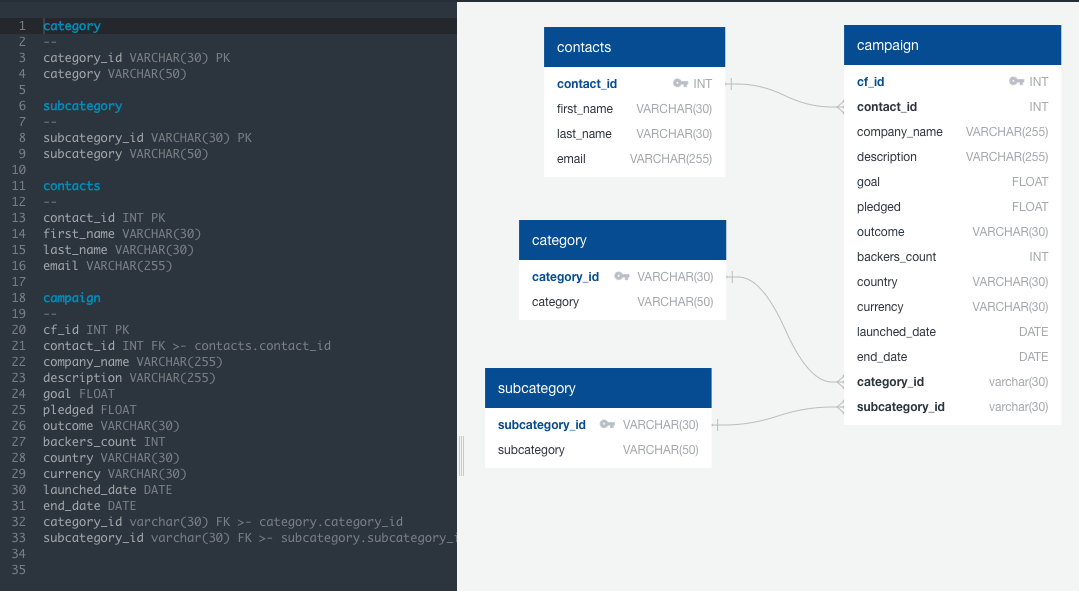 1 category
2 --
3 category_id VARCHAR(30) PK
4 category VARCHAR(50)
5
6 subcategory
7 --
8 subcategory_id VARCHAR(30) PK
9 subcategory VARCHAR(50)
10
11 contacts
12 --
13 contact_id INT PK
14 first_name VARCHAR(30)
15 last_name VARCHAR(30)
16 email VARCHAR(255)
17
18 campaign
19 --
20 cf_id INT PK
21 contact_id INT FK >- contacts.contact_id
22 company_name VARCHAR(255)
23 description VARCHAR(255)
24 goal FLOAT
25 pledged FLOAT
26 outcome VARCHAR(30)
27 backers_count INT
28 country VARCHAR(30)
29 currency VARCHAR(30)
30 launched_date DATE
31 end_date DATE
32 category_id varchar(30) FK >- category.category_id
33 subcategory_id varchar(30) FK >- subcategory.subcategory_i
34
35
contacts
contact_id INT
first_name VARCHAR(30)
last_name VARCHAR(30)
email VARCHAR(255)
category
category_id VARCHAR(30)
category VARCHAR(50)
subcategory
subcategory_id VARCHAR(30)
subcategory VARCHAR(50)
campaign
cf_id INT
contact_id INT
company_name VARCHAR(255)
description VARCHAR(255)
goal FLOAT
pledged FLOAT
outcome VARCHAR(30)
backers_count INT
country VARCHAR(30)
currency VARCHAR(30)
launched_date DATE
end_date DATE
category_id varchar(30)
subcategory_id varchar(30)